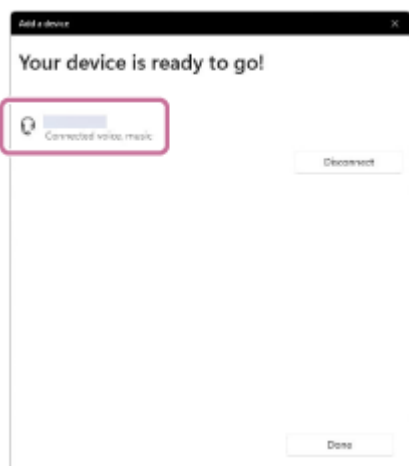 Add a device
Your device is ready to go!
Connected voice, music
Disconnect
Done